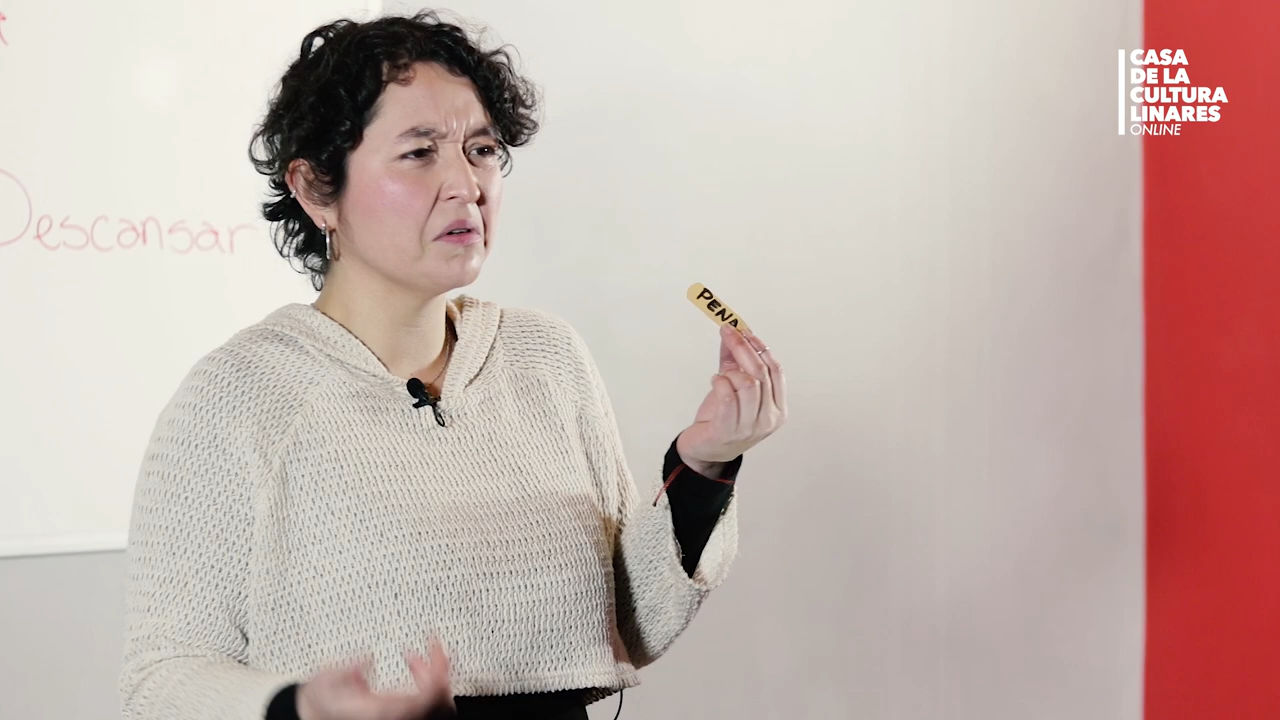 Descansar
PENA
CASA
DE LA
CULTURA
LINARES
ONLINE